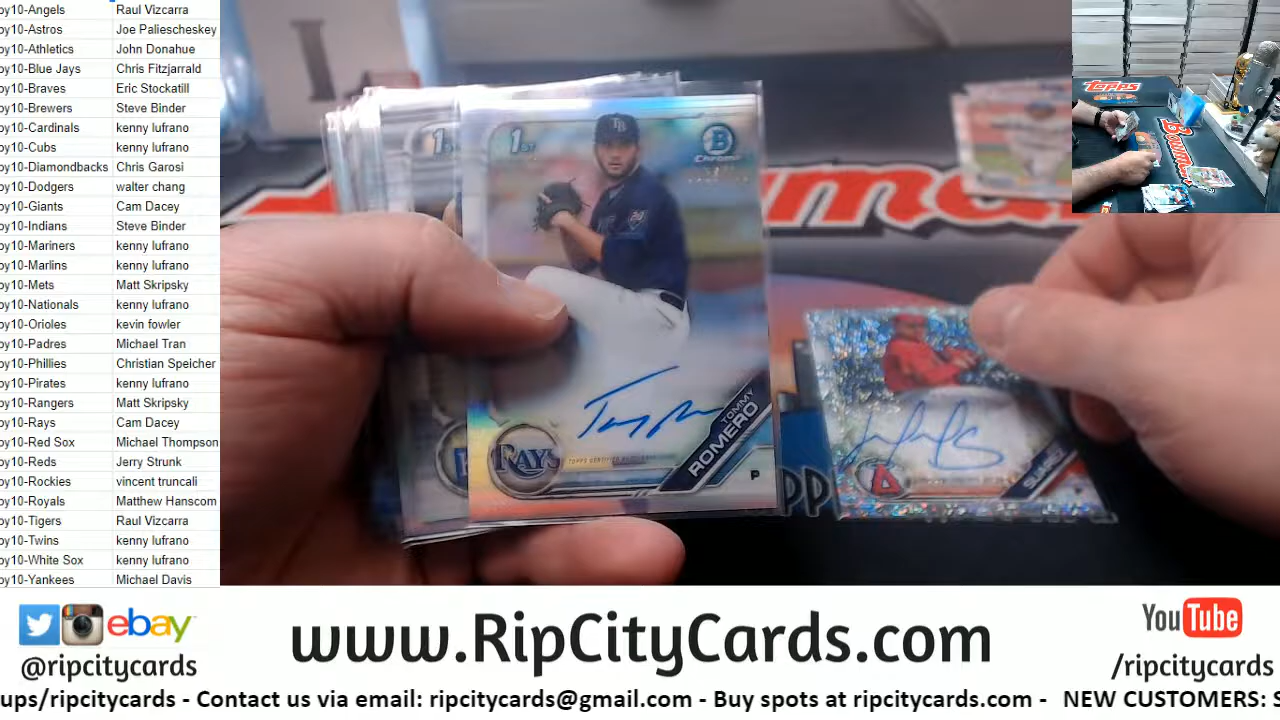 oy10-Angels Raul Vizcarra
oy10-Astros Joe Paliescheskey
oy10-Athletics John Donahue
oy10-Blue Jays Chris Fitzjarrald
oy10-Braves Eric Stockatill
oy10-Brewers Steve Binder
oy10-Cardinals kenny lufrano
oy10-Cubs kenny lufrano
oy10-Diamondbacks Chris Garosi
oy10-Dodgers walter chang
oy10-Giants Cam Dacey
oy10-Indians Steve Binder
oy10-Mariners kenny lufrano
oy10-Marlins kenny lufrano
oy10-Mets Matt Skripsky
oy10-Nationals kenny lufrano
oy10-Orioles kevin fowler
oy10-Padres Michael Tran
oy10-Phillies Christian Speicher
oy10-Pirates kenny lufrano
oy10-Rangers Matt Skripsky
oy10-Rays Cam Dacey
oy10-Red Sox Michael Thompson
oy10-Reds Jerry Strunk
oy10-Rockies vincent truncali
oy10-Royals Matthew Hanscom
oy10-Tigers Raul Vizcarra
oy10-Twins kenny lufrano
oy10-White Sox kenny lufrano
oy10-Yankees Michael Davis
1ST
B
Chrome
TB
RAYS
TOMMY
ROMERO
P
Topps
Bowman
ebay
@ripcitycards
www.RipCityCards.com
YouTube
/ripcitycards
ups/ripcitycards - Contact us via email: ripcitycards@gmail.com - Buy spots at ripcitycards.com - NEW CUSTOMERS: S